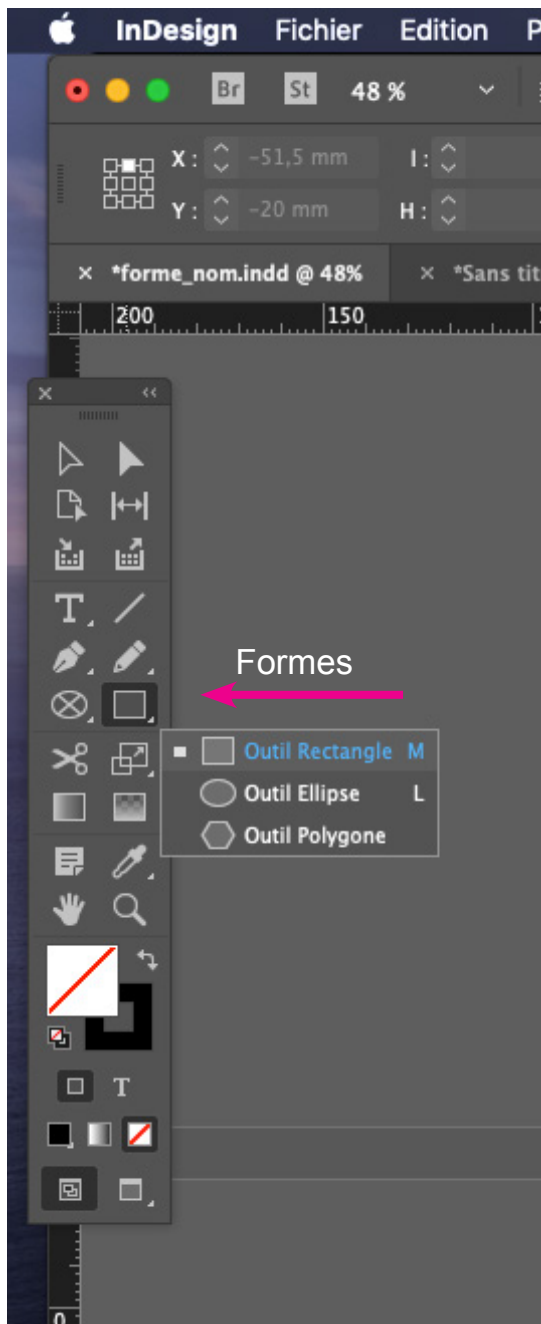 InDesign Fichier Edition P
Br St 48 %
X : -51,5 mm I :
Y : -20 mm H :
× *forme_nom.indd @ 48% × *Sans tit
200 150
T
Formes
Outil Rectangle M
Outil Ellipse L
Outil Polygone
T
0